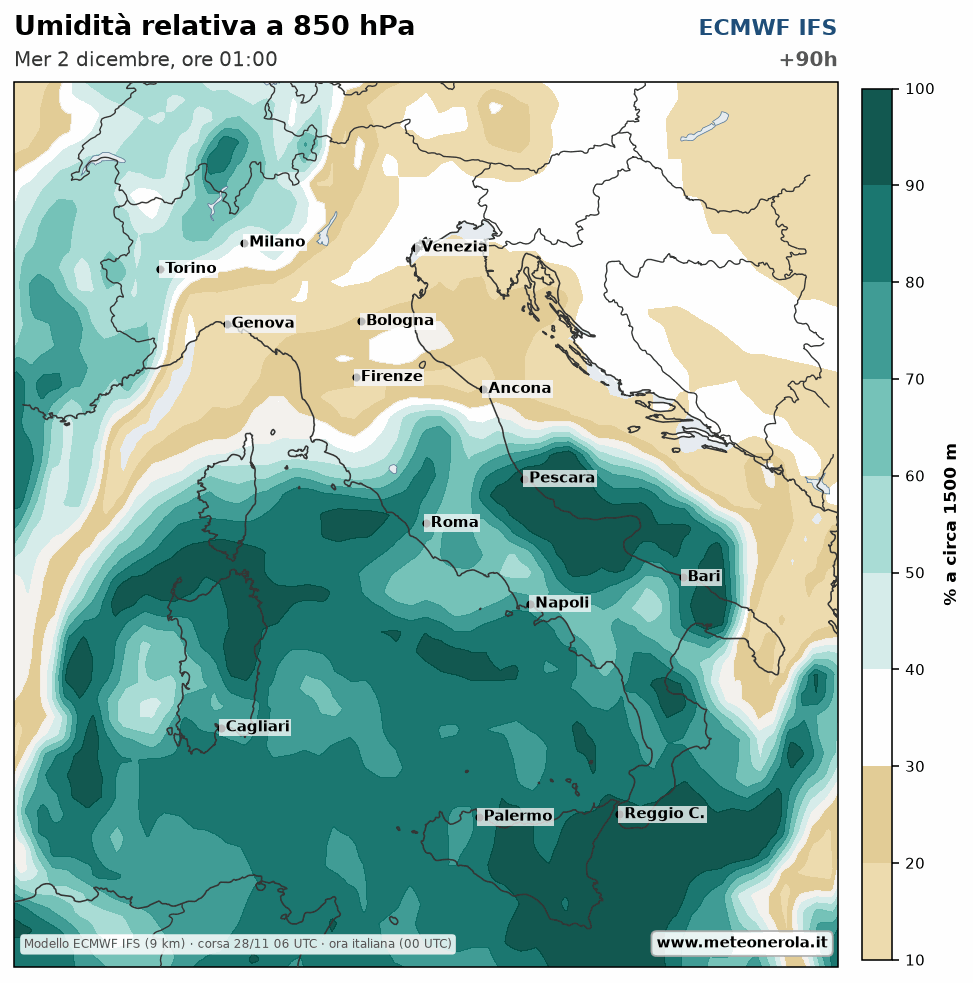 Umidità relativa a 850 hPa
ECMWF IFS
Mer 2 dicembre, ore 01:00
+90h
Milano
Venezia
Torino
Genova
Bologna
Firenze
Ancona
Pescara
Roma
Bari
Napoli
Cagliari
Palermo
Reggio C.
100
90
80
70
60
50
40
30
20
10
% a circa 1500 m
Modello ECMWF IFS (9 km) · corsa 28/11 06 UTC · ora italiana (00 UTC)
www.meteonerola.it